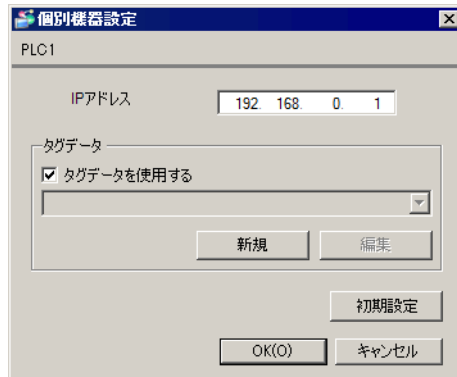 個別機器設定
PLC1
IPアドレス 192. 168. 0. 1
タグデータ
タグデータを使用する
新規 編集
初期設定
OK(O) キャンセル